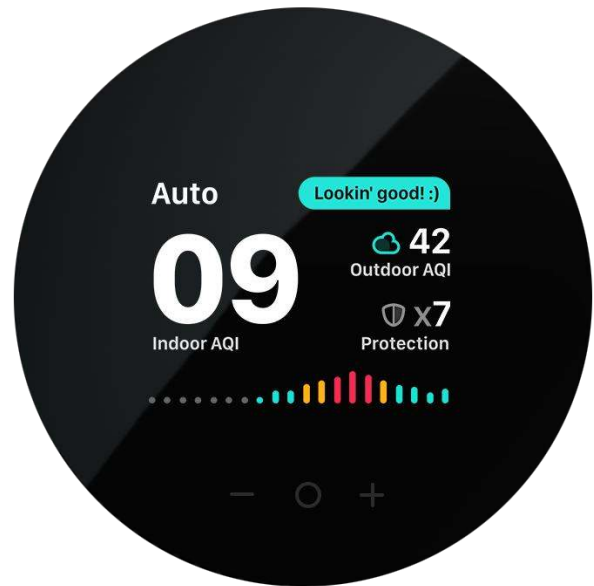 Auto
Lookin' good! :)
09
Indoor AQI
42
Outdoor AQI
x7
Protection